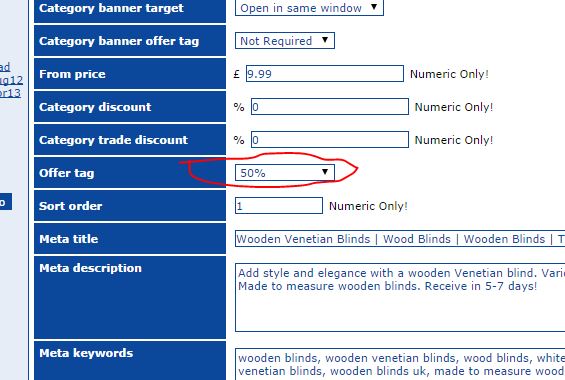 Category banner target Open in same window
Category banner offer tag Not Required
ad
ug12
or13
From price £ 9.99 Numeric Only!
Category discount % 0 Numeric Only!
Category trade discount % 0 Numeric Only!
Offer tag 50%
o
Sort order 1 Numeric Only!
Meta title Wooden Venetian Blinds | Wood Blinds | Wooden Blinds | T
Meta description Add style and elegance with a wooden Venetian blind. Vari
Made to measure wooden blinds. Receive in 5-7 days!
Meta keywords wooden blinds, wooden venetian blinds, wood blinds, white
venetian blinds, wooden blinds uk, made to measure wood